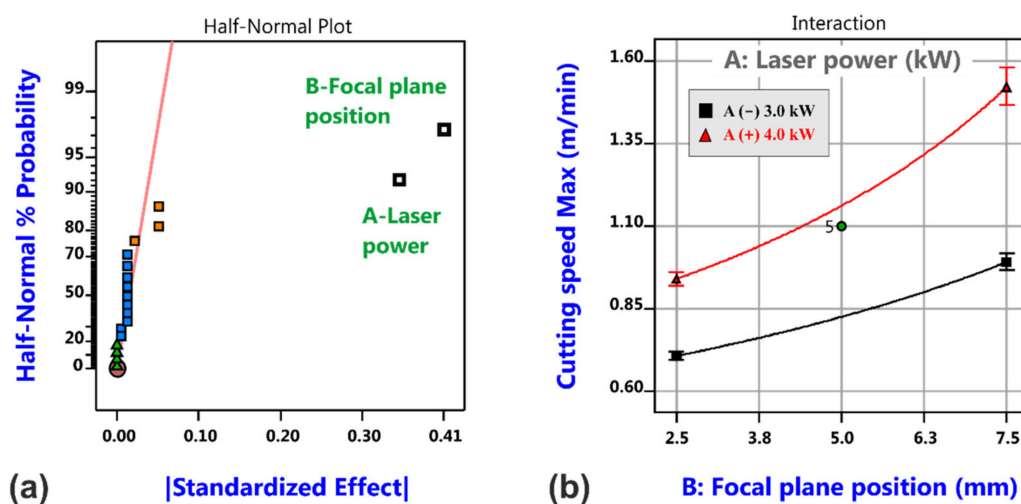 Half-Normal Plot
Half-Normal % Probability
99
95
90
80
70
50
20
0
B-Focal plane
position
A-Laser
power
0.00
0.10
0.20
0.30
0.41
|Standardized Effect|
(a)
Interaction
Cutting speed Max (m/min)
1.60
1.35
1.10
0.85
0.60
A: Laser power (kW)
A (−) 3.0 kW
A (+) 4.0 kW
5
2.5
3.8
5.0
6.3
7.5
B: Focal plane position (mm)
(b)